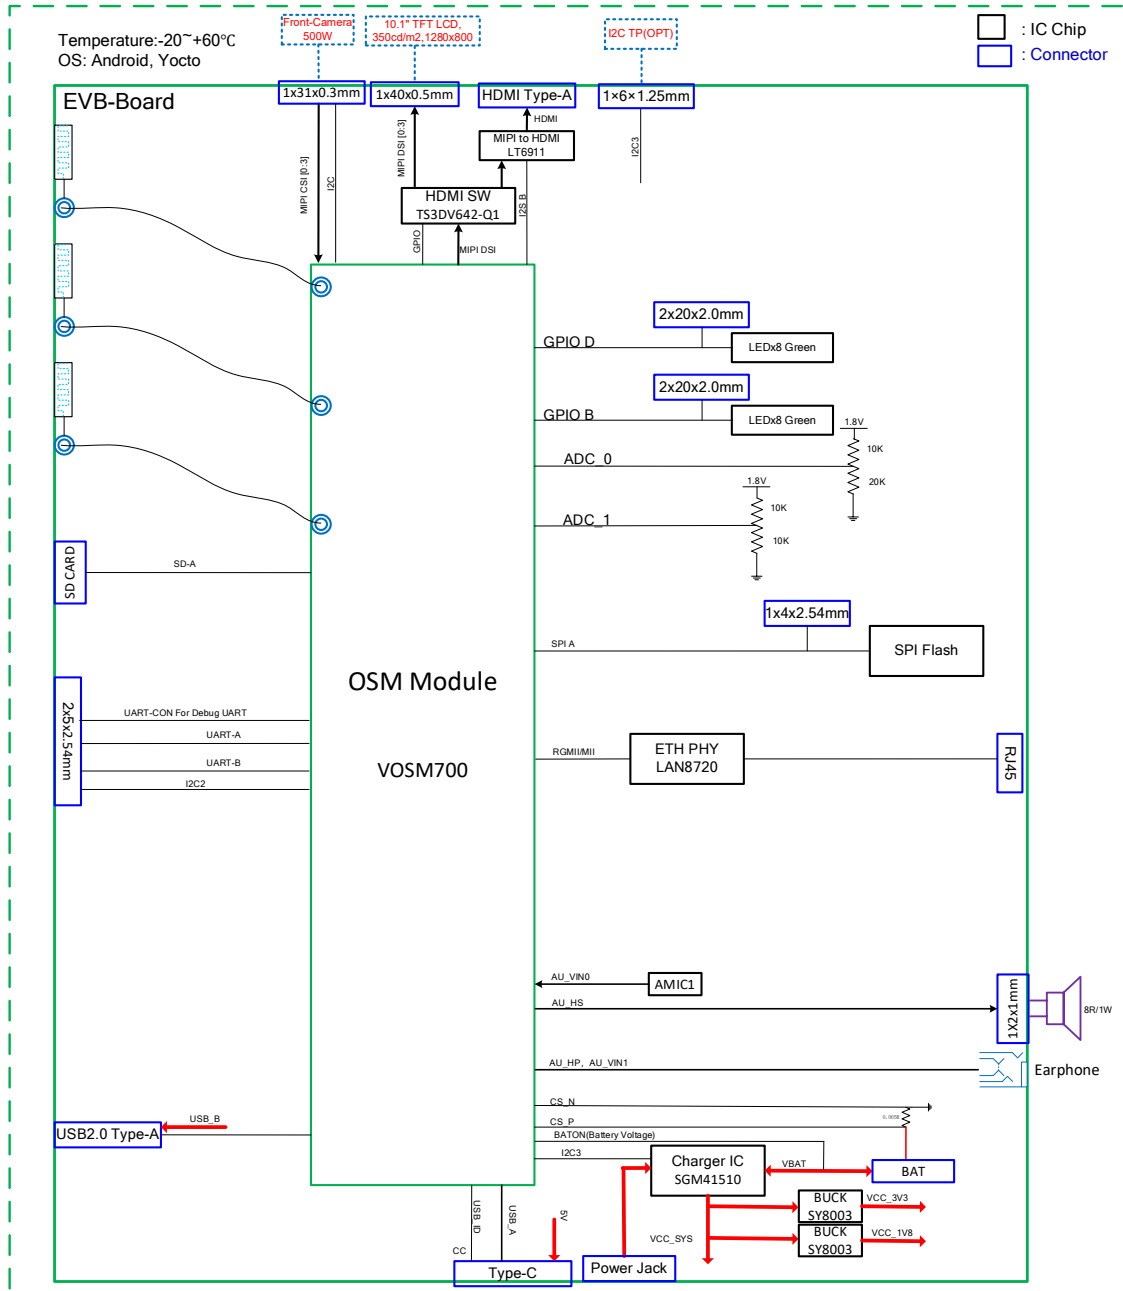 Temperature:-20~+60℃
OS: Android, Yocto
Front-Camera
500W
10.1" TFT LCD,
350cd/m2,1280x800
I2C TP(OPT)
: IC Chip
: Connector
EVB-Board
1x31x0.3mm
1x40x0.5mm
HDMI Type-A
1×6×1.25mm
HDMI
MIPI to HDMI
LT6911
MIPI CSI [0:3]
I2C
MIPI DSI [0:3]
I2C3
HDMI SW
TS3DV642-Q1
I2S B
GPIO
MIPI DSI
2x20x2.0mm
GPIO D
LEDx8 Green
2x20x2.0mm
GPIO B
LEDx8 Green
1.8V
10K
ADC_0
20K
1.8V
10K
ADC_1
10K
SD CARD
SD-A
1x4x2.54mm
SPI A
SPI Flash
OSM Module
VOSM700
2x5x2.54mm
UART-CON For Debug UART
UART-A
UART-B
I2C2
RGMII/MII
ETH PHY
LAN8720
RJ45
AU_VIN0
AMIC1
AU_HS
1X2x1mm
8R/1W
AU_HP, AU_VIN1
Earphone
CS_N
CS_P
BATON(Battery Voltage)
I2C3
USB_B
USB2.0 Type-A
Charger IC
SGM41510
VBAT
BAT
BUCK
SY8003
VCC_3V3
BUCK
SY8003
VCC_1V8
VCC_SYS
USB_ID
USB_A
5V
CC
Type-C
Power Jack